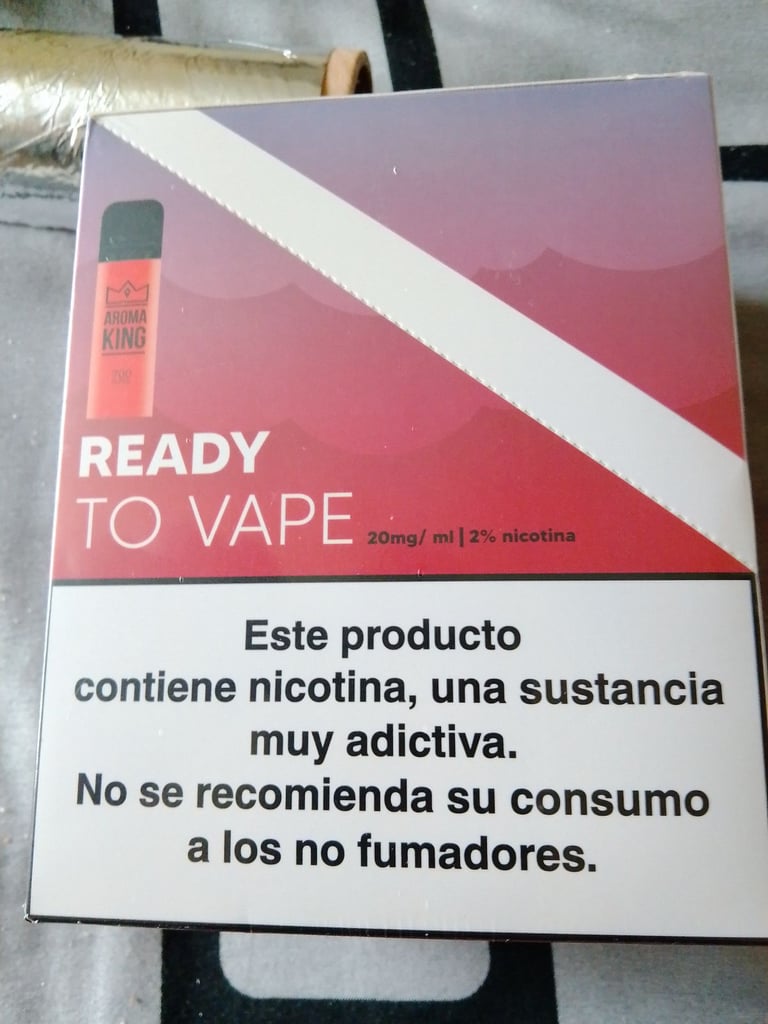 AROMA
KING
700
READY
TO VAPE
20mg/ ml | 2% nicotina
Este producto
contiene nicotina, una sustancia
muy adictiva.
No se recomienda su consumo
a los no fumadores.